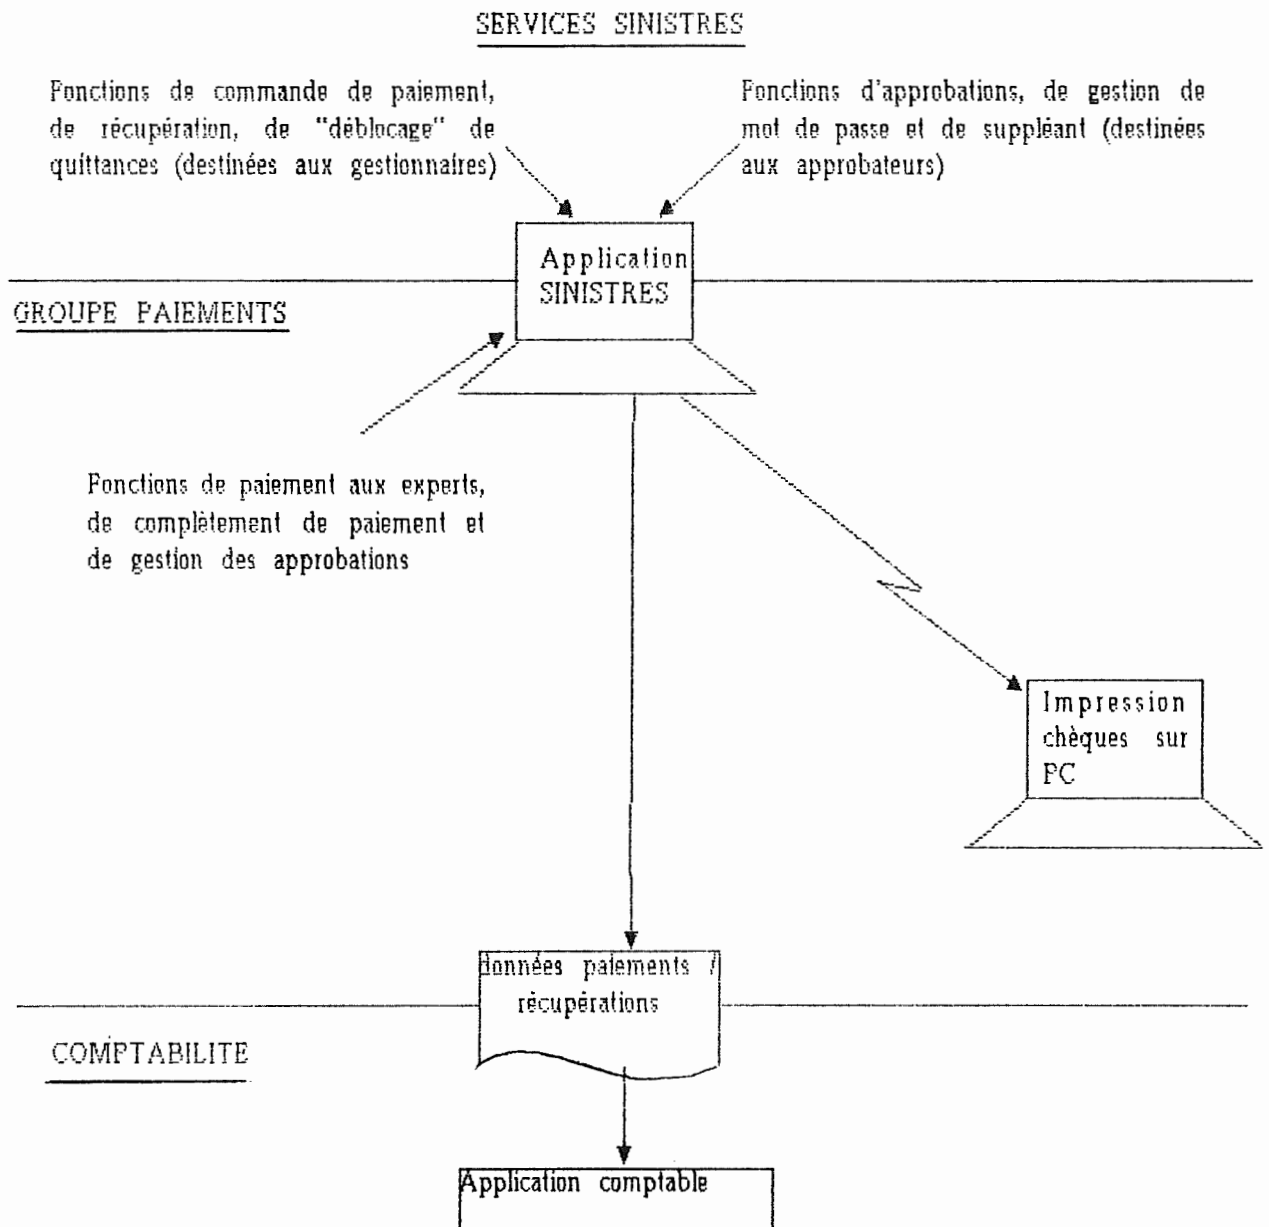 SERVICES SINISTRES
Fonctions de commande de paiement,
de récupération, de "déblocage" de
quittances (destinées aux gestionnaires)
Fonctions d'approbations, de gestion de
mot de passe et de suppléant (destinées
aux approbateurs)
Application
SINISTRES
GROUPE PAIEMENTS
Fonctions de paiement aux experts,
de complètement de paiement et
de gestion des approbations
Impression
chèques sur
PC
données paiements /
récupérations
COMPTABILITE
Application comptable